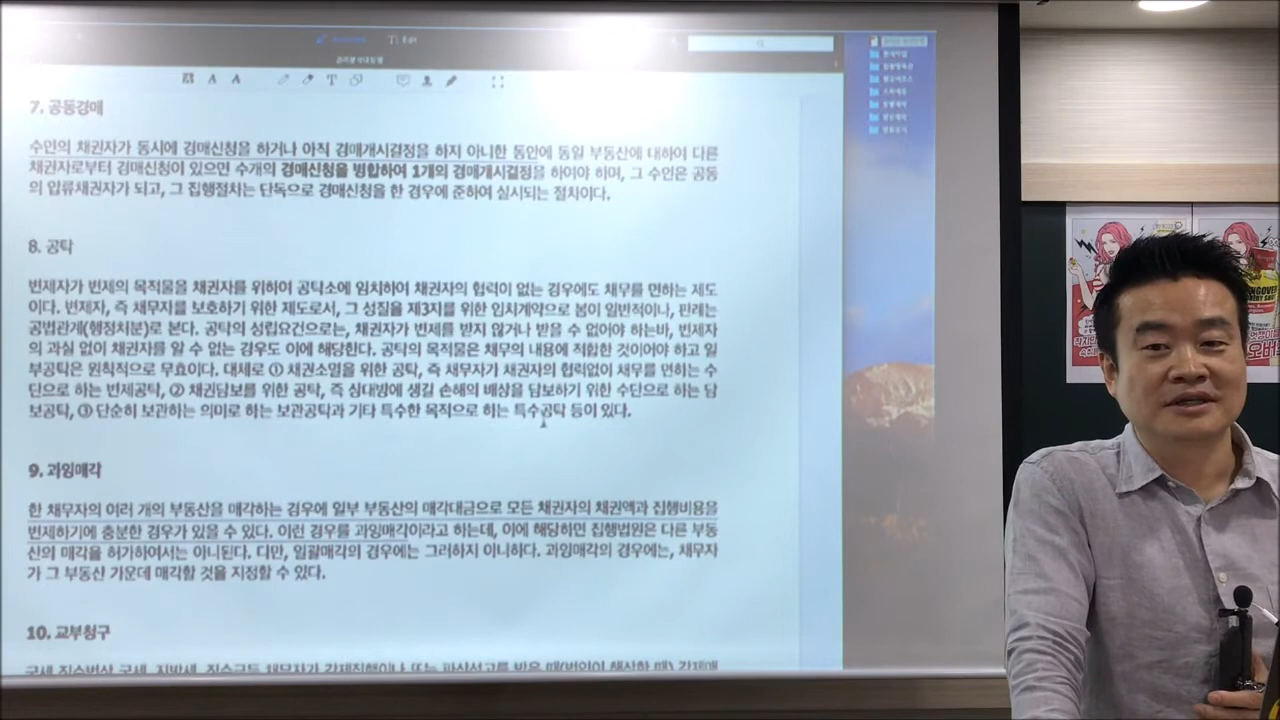 7. 공동경매
수인의 채권자가 동시에 경매신청을 하거나 아직 경매개시결정을 하지 아니한 동안에 동일 부동산에 대하여 다른
채권자로부터 경매신청이 있으면 수개의 경매신청을 병합하여 1개의 경매개시결정을 하여야 하며, 그 수인은 공동
의 압류채권자가 되고, 그 집행절차는 단독으로 경매신청을 한 경우에 준하여 실시되는 절차이다.
8. 공탁
변제자가 변제의 목적물을 채권자를 위하여 공탁소에 임치하여 채권자의 협력이 없는 경우에도 채무를 면하는 제도
이다. 변제자, 즉 채무자를 보호하기 위한 제도로서, 그 성질을 제3자를 위한 임치계약으로 봄이 일반적이나, 판례는
공법관계(행정처분)로 본다. 공탁의 성립요건으로는, 채권자가 변제를 받지 않거나 받을 수 없어야 하는바, 변제자
의 과실 없이 채권자를 알 수 없는 경우도 이에 해당한다. 공탁의 목적물은 채무의 내용에 적합한 것이어야 하고 일
부공탁은 원칙적으로 무효이다. 대체로 ① 채권소멸을 위한 공탁, 즉 채무자가 채권자의 협력없이 채무를 면하는 수
단으로 하는 변제공탁, ② 채권담보를 위한 공탁, 즉 상대방에 생길 손해의 배상을 담보하기 위한 수단으로 하는 담
보공탁, ③ 단순히 보관하는 의미로 하는 보관공탁과 기타 특수한 목적으로 하는 특수공탁 등이 있다.
9. 과잉매각
한 채무자의 여러 개의 부동산을 매각하는 경우에 일부 부동산의 매각대금으로 모든 채권자의 채권액과 집행비용을
변제하기에 충분한 경우가 있을 수 있다. 이런 경우를 과잉매각이라고 하는데, 이에 해당하면 집행법원은 다른 부동
산의 매각을 허가하여서는 아니된다. 다만, 일괄매각의 경우에는 그러하지 아니하다. 과잉매각의 경우에는, 채무자
가 그 부동산 가운데 매각할 것을 지정할 수 있다.
10. 교부청구